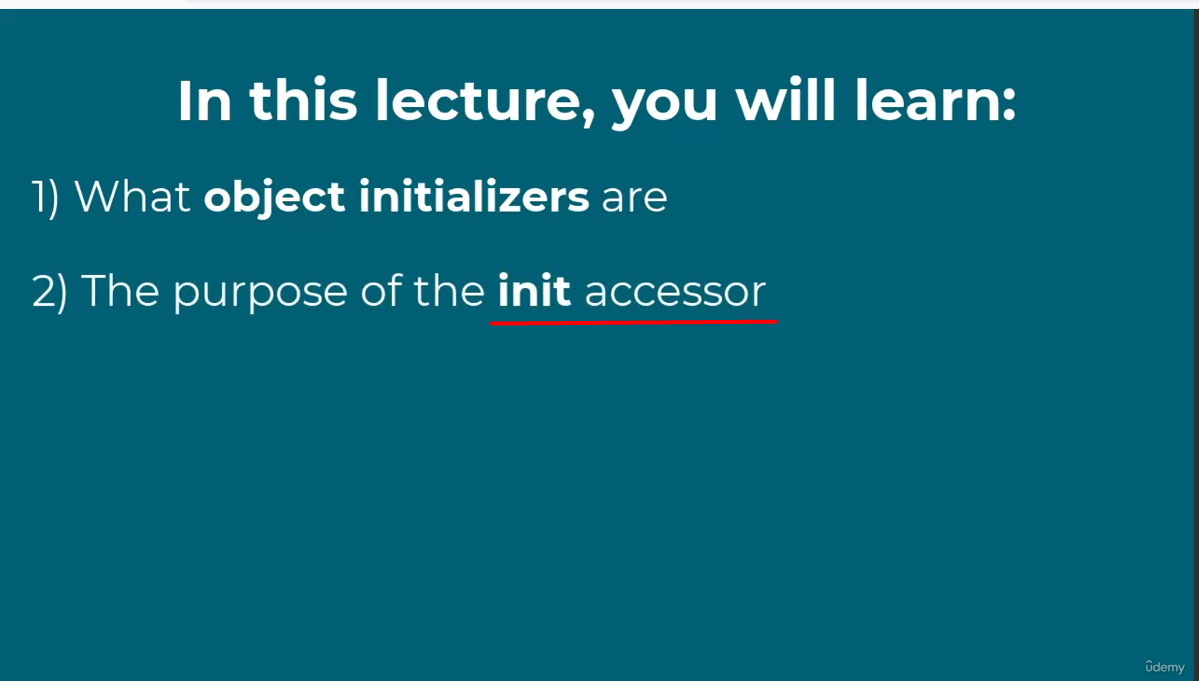 In this lecture, you will learn:
1) What object initializers are
2) The purpose of the init accessor
ûdemy